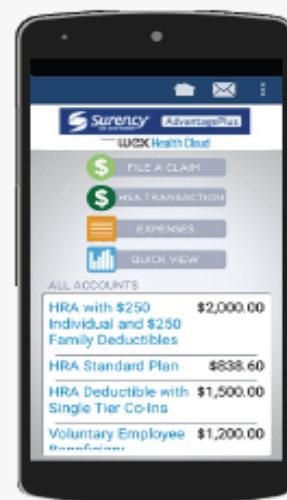 Surency AdvantagePlus
WEX Health Cloud
FILE A CLAIM
HSA TRANSACTION
EXPENSES
QUICK VIEW
ALL ACCOUNTS
HRA with $250 $2,000.00
Individual and $250
Family Deductibles
HRA Standard Plan $838.60
HRA Deductible with $1,500.00
Single Tier Co-Ins
Voluntary Employee $1,200.00
Beneficiary